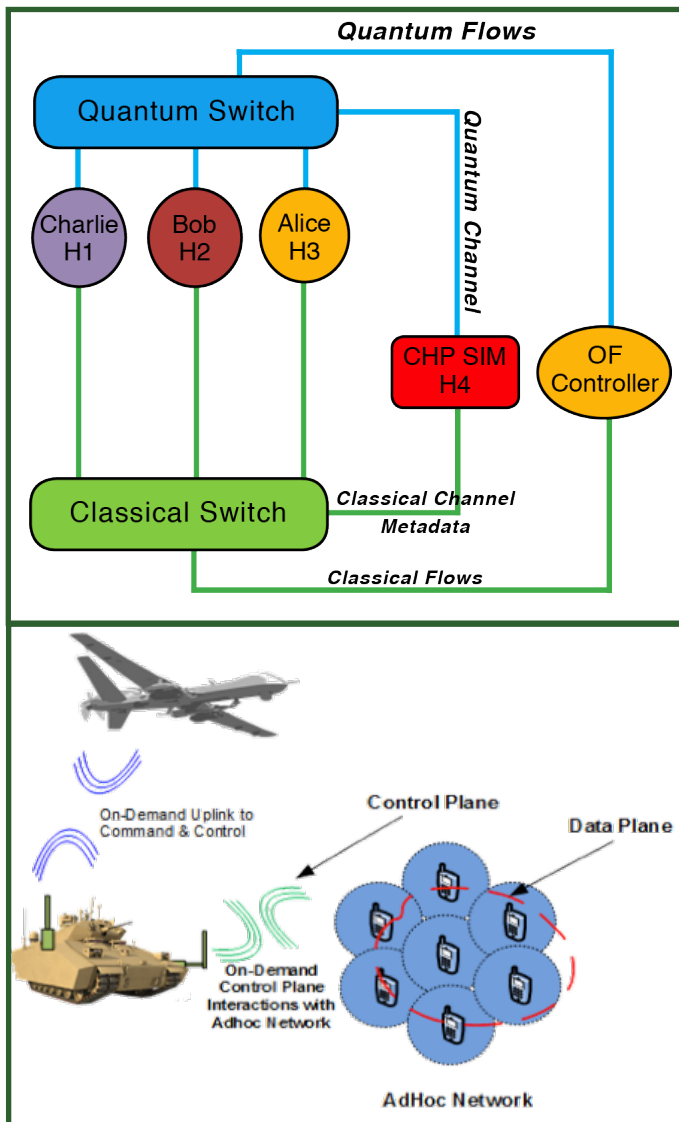 Quantum Flows
Quantum Switch
Quantum Channel
Charlie
H1
Bob
H2
Alice
H3
CHP SIM
H4
OF
Controller
Classical Switch
Classical Channel
Metadata
Classical Flows
On-Demand Uplink to
Command & Control
Control Plane
Data Plane
On-Demand
Control Plane
Interactions with
Adhoc Network
AdHoc Network